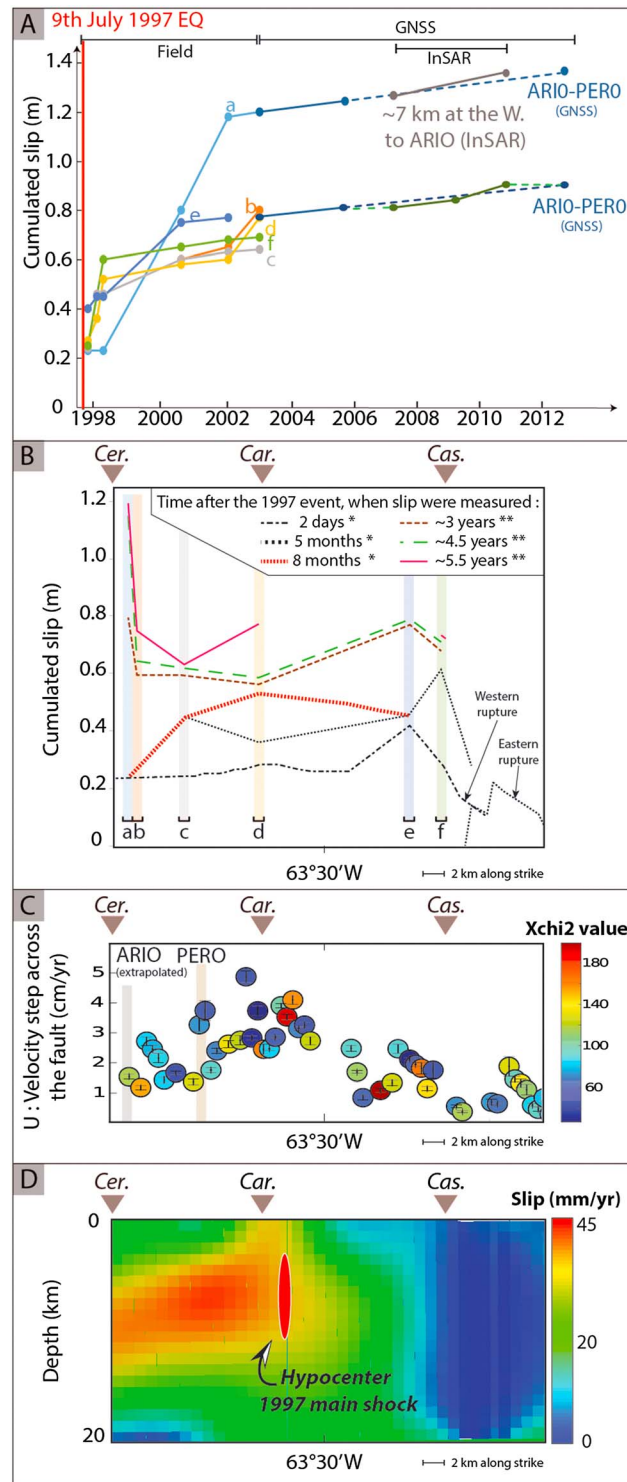 A
9th July 1997 EQ
GNSS
Field
InSAR
Cumulated slip (m)
1.4
1.2
1.0
0.8
0.6
0.4
0.2
0
a
e
b
d
f
c
~7 km at the W.
to ARIO (InSAR)
ARI0-PER0
(GNSS)
ARI0-PER0
(GNSS)
1998 2000 2002 2004 2006 2008 2010 2012
B
Cer. Car. Cas.
Cumulated slip (m)
1.2
1.0
0.8
0.6
0.4
0.2
0
Time after the 1997 event, when slip were measured :
2 days * ~3 years **
5 months * ~4.5 years **
8 months * ~5.5 years **
Western
rupture
Eastern
rupture
a b c d e f
63°30'W
2 km along strike
C
Cer. Car. Cas.
Xchi2 value
ARIO PERO
(extrapolated)
U : Velocity step across
the fault (cm/yr)
5
4
3
2
1
180
140
100
60
63°30'W
2 km along strike
D
Cer. Car. Cas.
Slip (mm/yr)
Depth (km)
0
20
45
20
0
Hypocenter
1997 main shock
63°30'W
2 km along strike